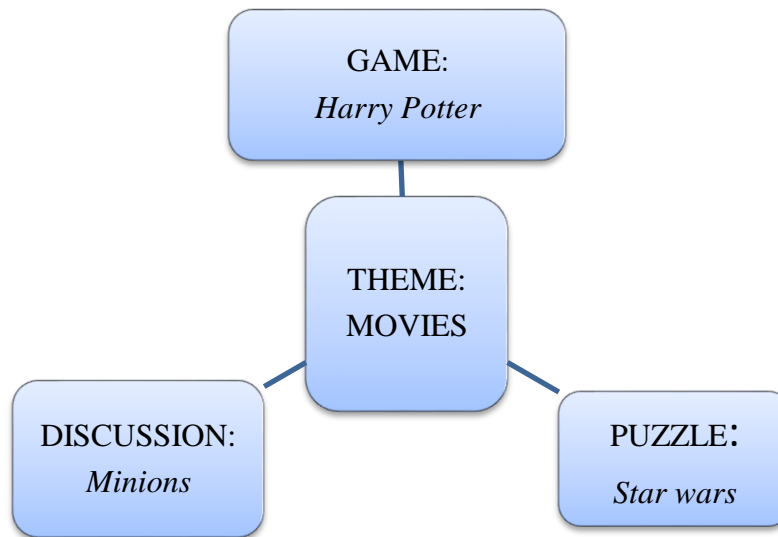 GAME:
Harry Potter
THEME:
MOVIES
DISCUSSION:
Minions
PUZZLE:
Star wars